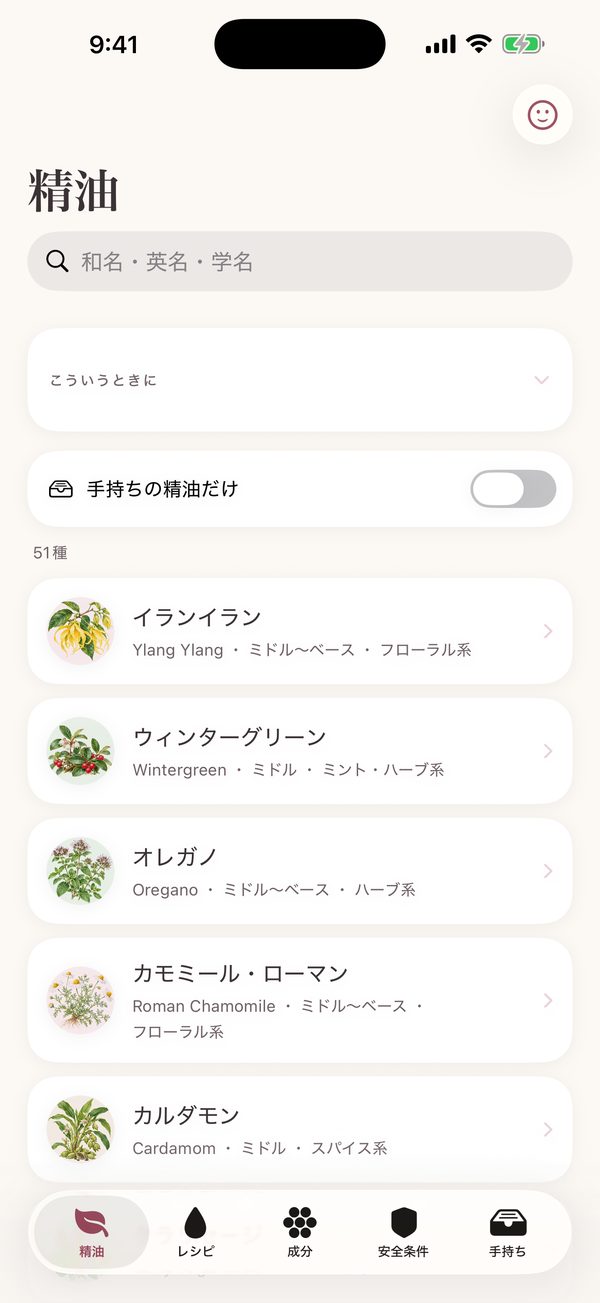 9:41
精油
和名・英名・学名
こういうときに
手持ちの精油だけ
51種
イランイラン
Ylang Ylang ・ ミドル〜ベース ・ フローラル系
ウィンターグリーン
Wintergreen ・ ミドル ・ ミント・ハーブ系
オレガノ
Oregano ・ ミドル〜ベース ・ ハーブ系
カモミール・ローマン
Roman Chamomile ・ ミドル〜ベース ・
フローラル系
カルダモン
Cardamom ・ ミドル ・ スパイス系
精油
レシピ
成分
安全条件
手持ち